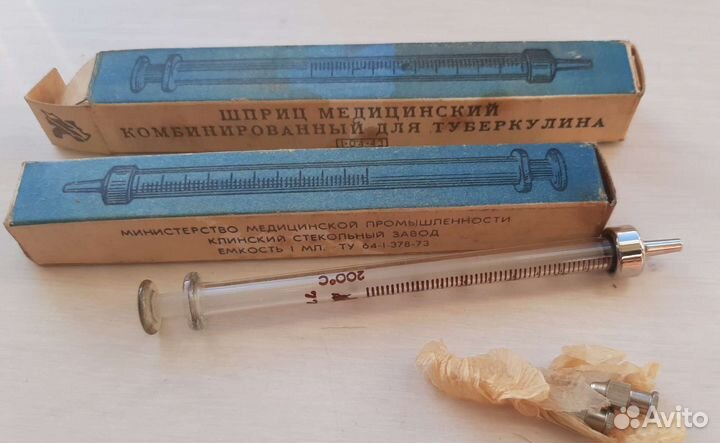 ШПРИЦ МЕДИЦИНСКИЙ
КОМБИНИРОВАННЫЙ ДЛЯ ТУБЕРКУЛИНА
МИНИСТЕРСТВО МЕДИЦИНСКОЙ ПРОМЫШЛЕННОСТИ
КЛИНСКИЙ СТЕКОЛЬНЫЙ ЗАВОД
ЕМКОСТЬ 1 МЛ. ТУ 64-1-378-73
200°C
Avito